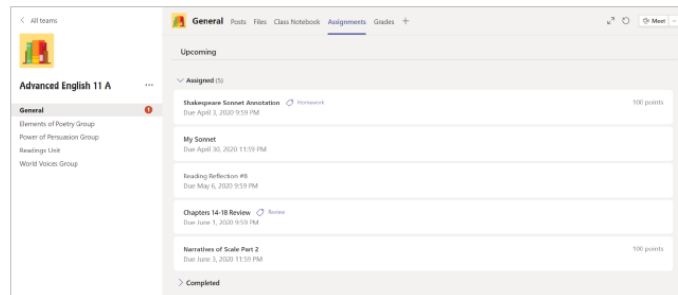 All teams
Advanced English 11 A ...
General 1
Elements of Poetry Group
Power of Persuasion Group
Readings Unit
World Voices Group
General Posts Files Class Notebook Assignments Grades +
Meet
Upcoming
Assigned (5)
Shakespeare Sonnet Annotation Homework 100 points
Due April 3, 2020 9:59 PM
My Sonnet
Due April 30, 2020 11:59 PM
Reading Reflection #8
Due May 6, 2020 9:59 PM
Chapters 14-18 Review Review
Due June 1, 2020 9:59 PM
Narratives of Scale Part 2 100 points
Due June 3, 2020 11:59 PM
Completed